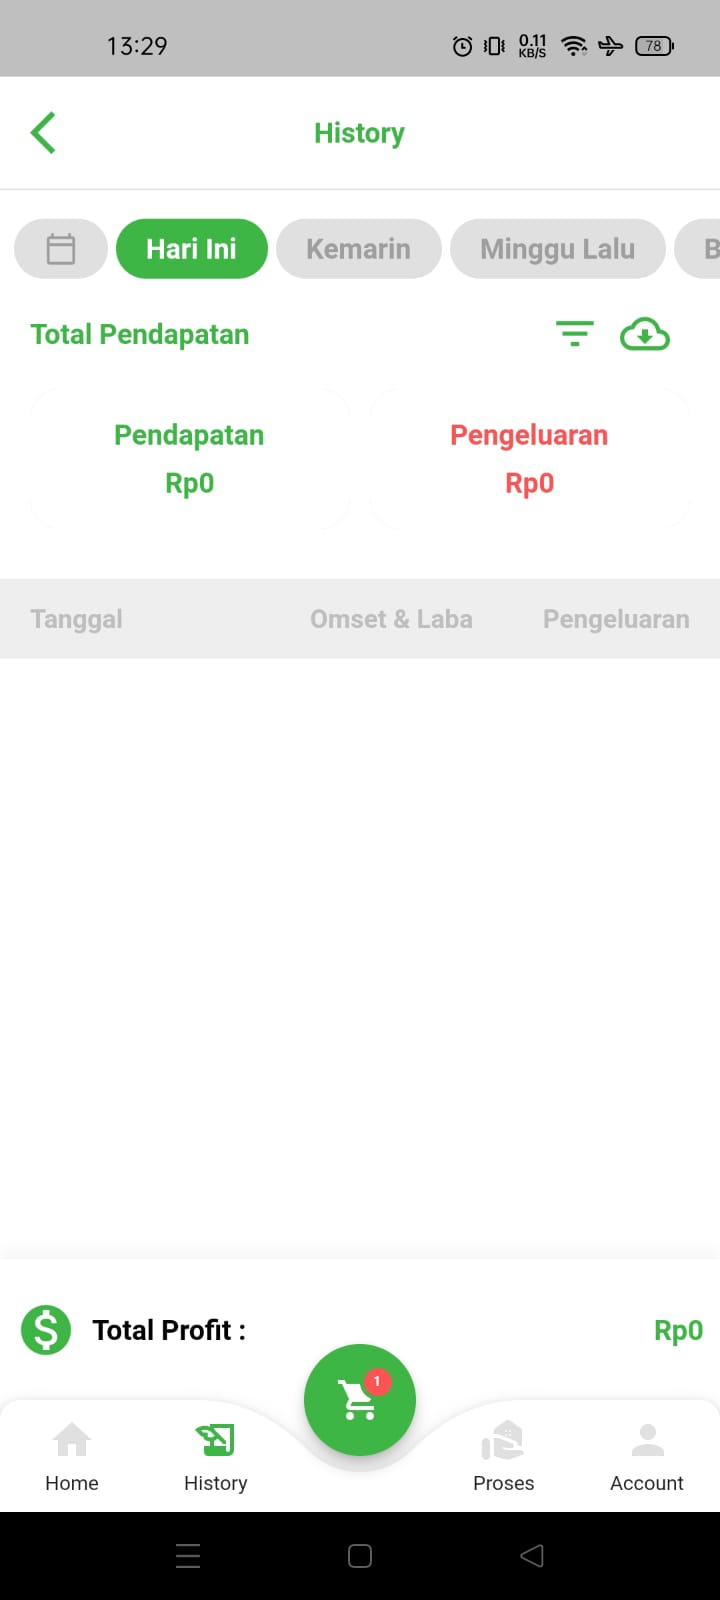 13:29
0.11
KB/S
78
History
Hari Ini
Kemarin
Minggu Lalu
B
Total Pendapatan
Pendapatan
Rp0
Pengeluaran
Rp0
Tanggal
Omset & Laba
Pengeluaran
Total Profit :
Rp0
1
Home
History
Proses
Account